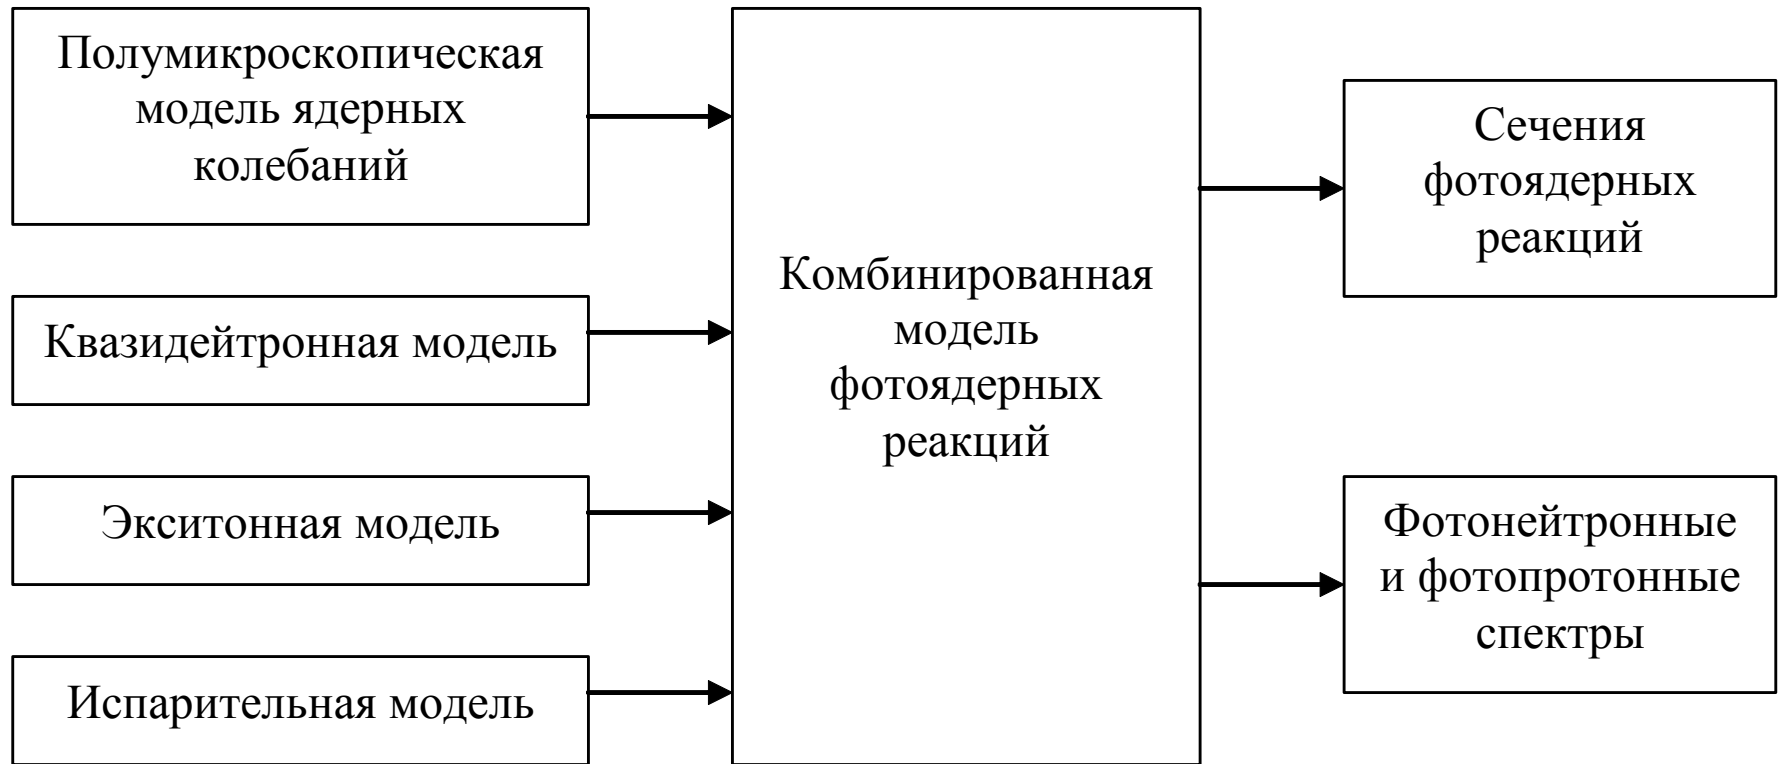 Полумикроскопическая
модель ядерных
колебаний
Квазидейтронная модель
Экситонная модель
Испарительная модель
Комбинированная
модель
фотоядерных
реакций
Сечения
фотоядерных
реакций
Фотонейтронные
и фотопротонные
спектры